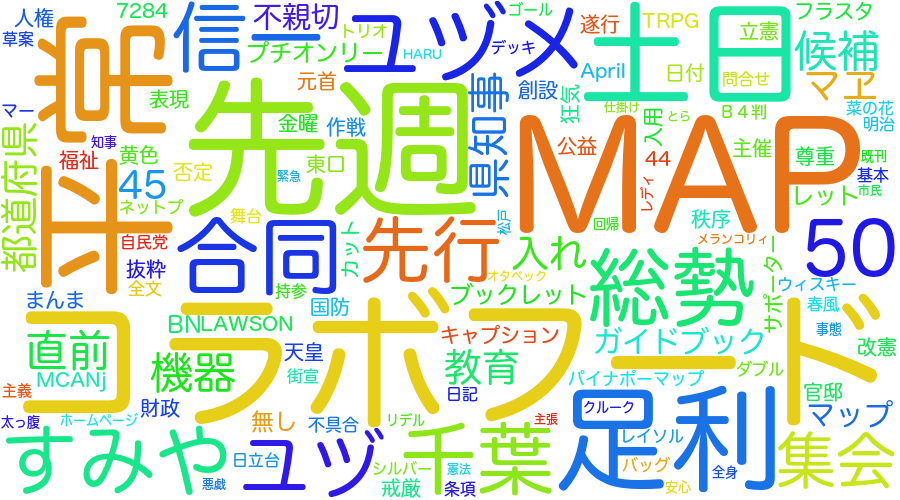 人権
7284
不親切
ゴール
フラスタ
草案
信
ユヅメ
遂行
TRPG
立憲
トリオ
プチオンリー
HARU
デッキ
土日
候補
平常
元首
April
日付
問合せ
マヱ
表現
先週
県知事
創設
狂気
仕掛け
B4判
菜の花
マー
金曜
作戦
入用
とら
明治
知事
都道府県
福祉
黄色
東口
公益
主催
尊重
既刊
MAP
45
否定
緊急
44
基本
レディ
レット
市民
ネットプ
舞台
松戸
回帰
秩序
自民党
合同
カット
先行
入れ
メランコリィ
50
抜粋
全文
オタベック
総勢
サポーター
まんま
持参
国防
ブックレット
ウィスキー
春風
BN
LAWSON
コラボフード
キャプション
ガイドブック
事態
直前
機器
天皇
教育
改憲
MCANj
街宣
パイナポーマップ
ダブル
主義
財政
日記
官邸
太っ腹
ホームページ
無し
不具合
リデル
主張
クルーク
マップ
すみや
ユヅ
千葉
足利
レイソル
集会
日立台
シルバー
憲法
バッグ
全身
悪戯
戒厳
条項
安心